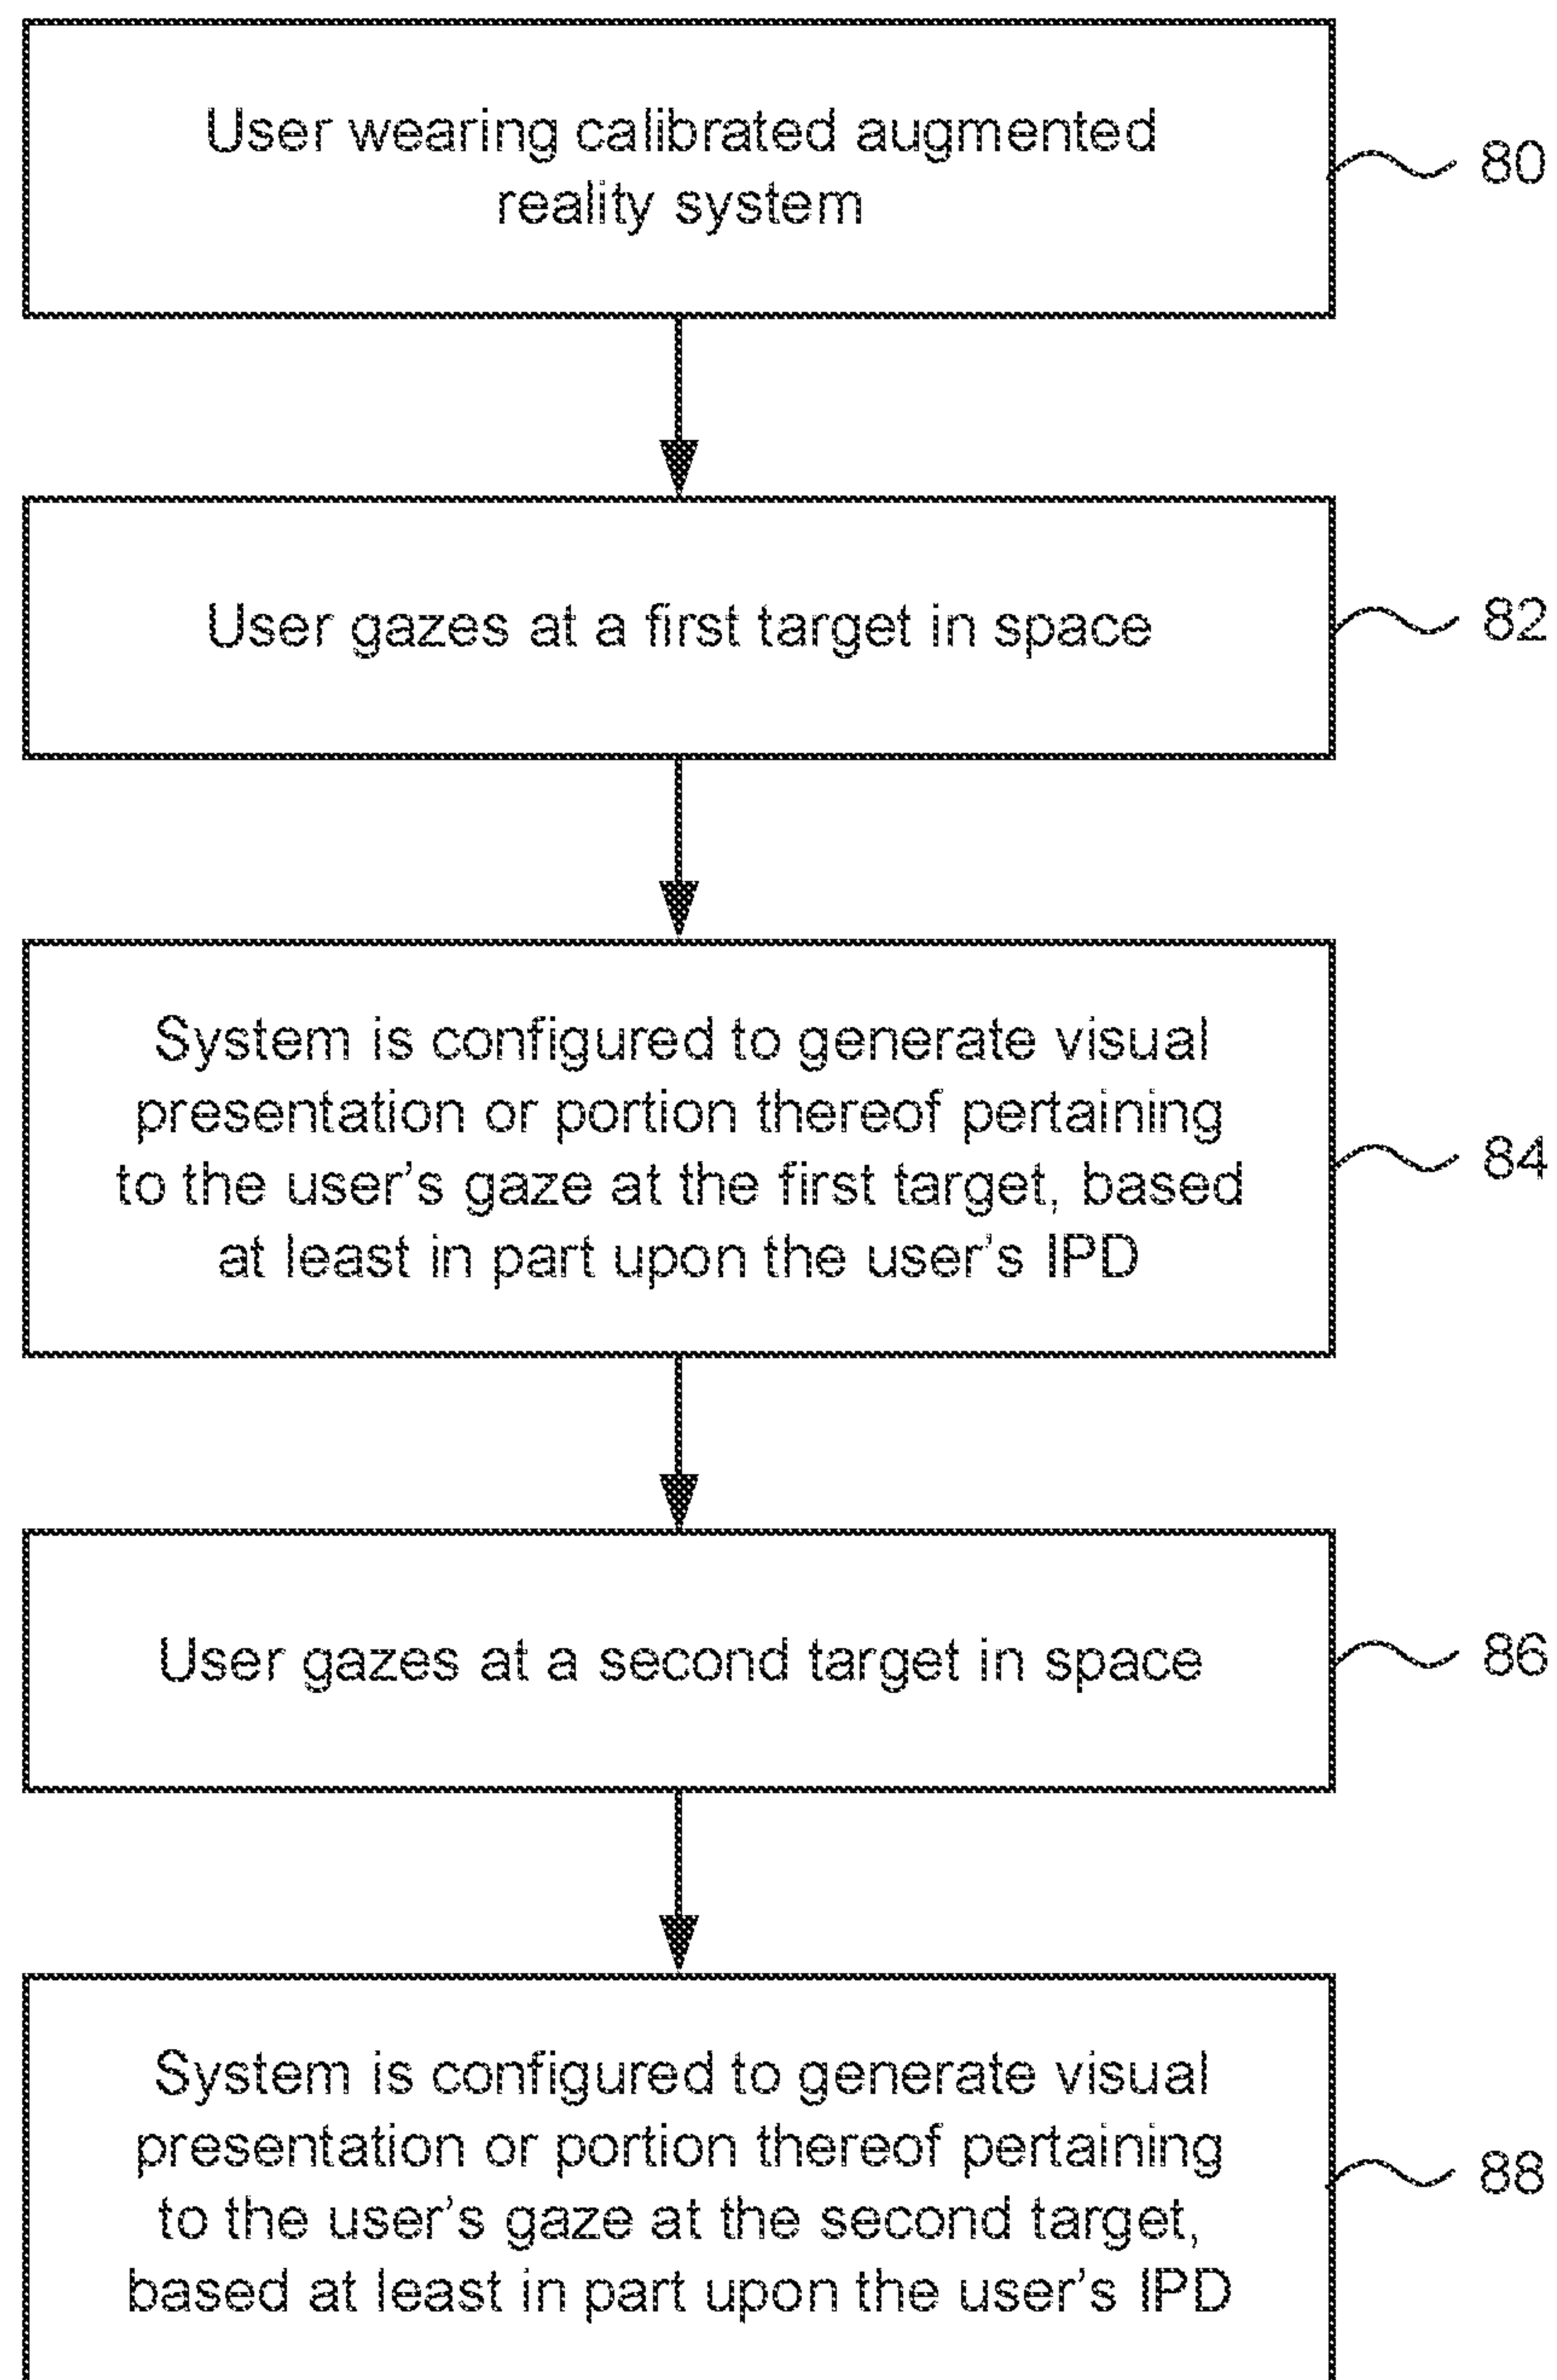 User wearing calibrated augmented
reality system
80
User gazes at a first target in space
82
System is configured to generate visual
presentation or portion thereof pertaining
to the user's gaze at the first target, based
at least in part upon the user's IPD
84
User gazes at a second target in space
86
System is configured to generate visual
presentation or portion thereof pertaining
to the user's gaze at the second target,
based at least in part upon the user's IPD
88